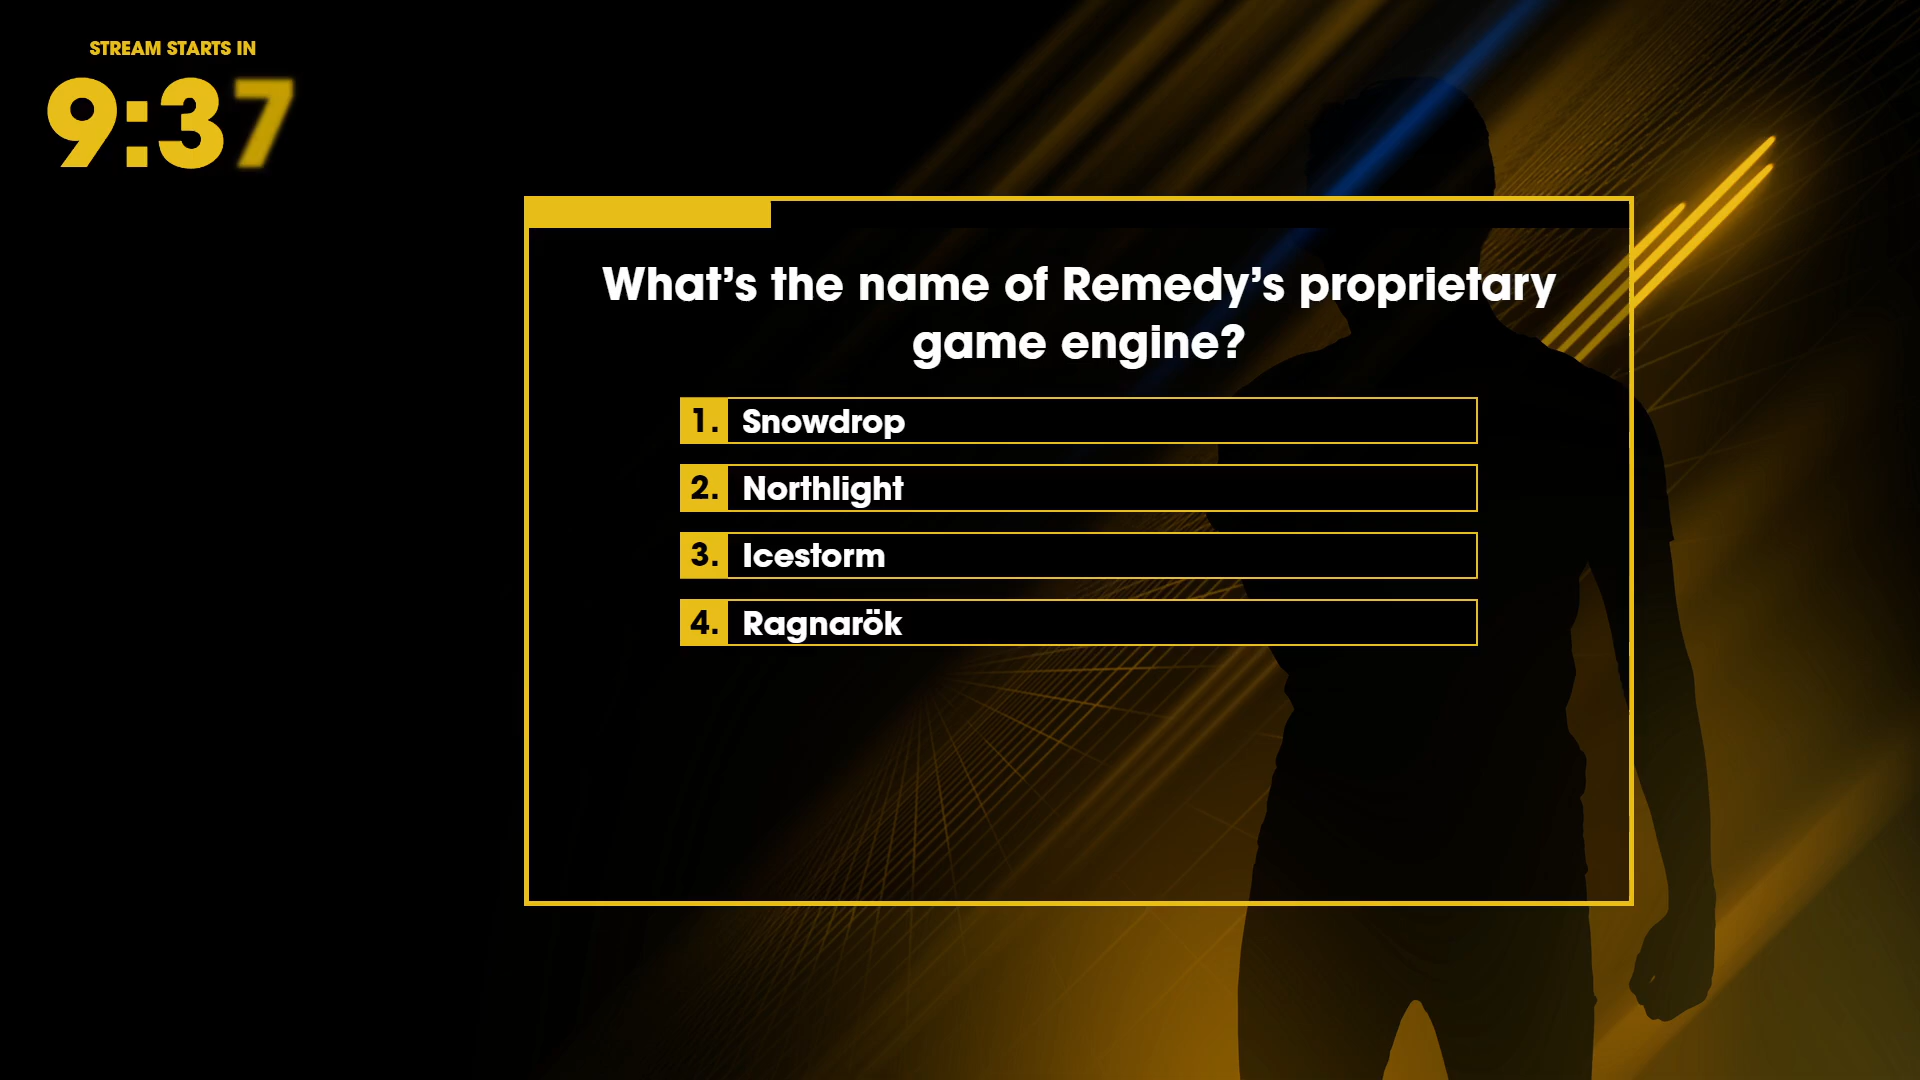 STREAM STARTS IN
9:37
What’s the name of Remedy’s proprietary
game engine?
1. Snowdrop
2. Northlight
3. Icestorm
4. Ragnarök